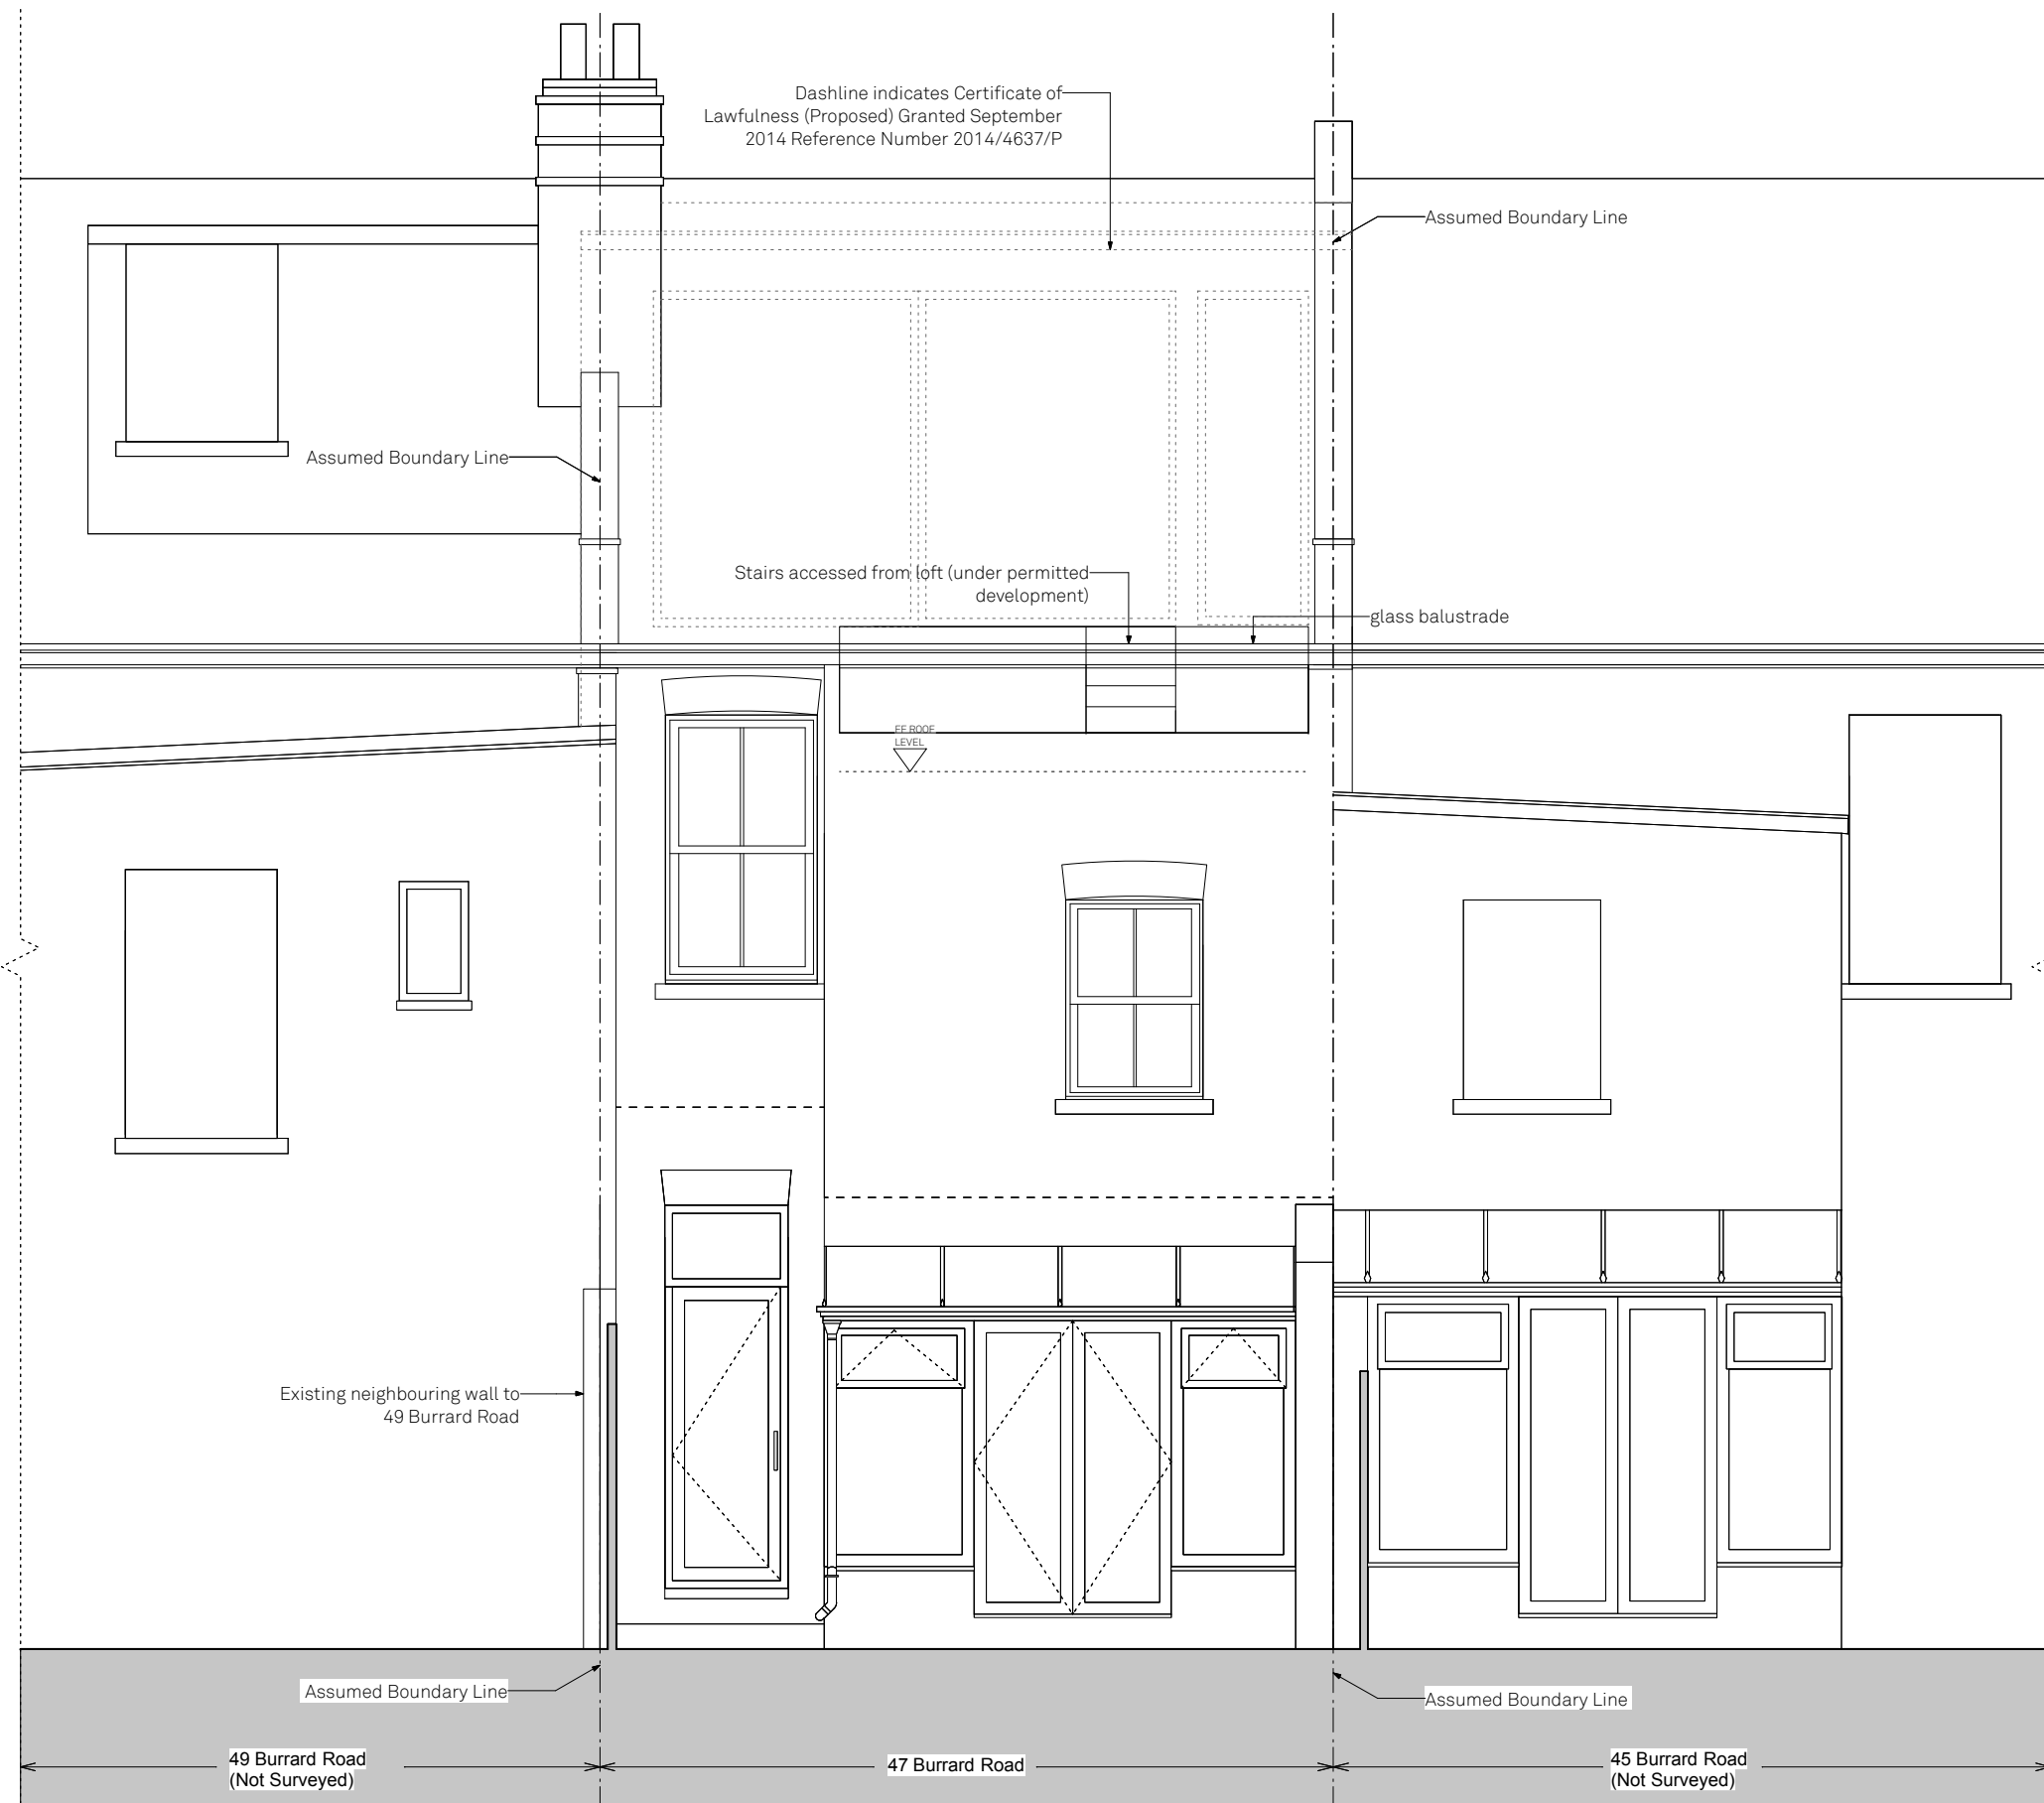 Dashline indicates Certificate of
Lawfulness (Proposed) Granted September
2014 Reference Number 2014/4637/P
Assumed Boundary Line
Assumed Boundary Line
Stairs accessed from loft (under permitted
development)
glass balustrade
FF ROOF
LEVEL
Existing neighbouring wall to
49 Burrard Road
Assumed Boundary Line
Assumed Boundary Line
49 Burrard Road
(Not Surveyed)
47 Burrard Road
45 Burrard Road
(Not Surveyed)